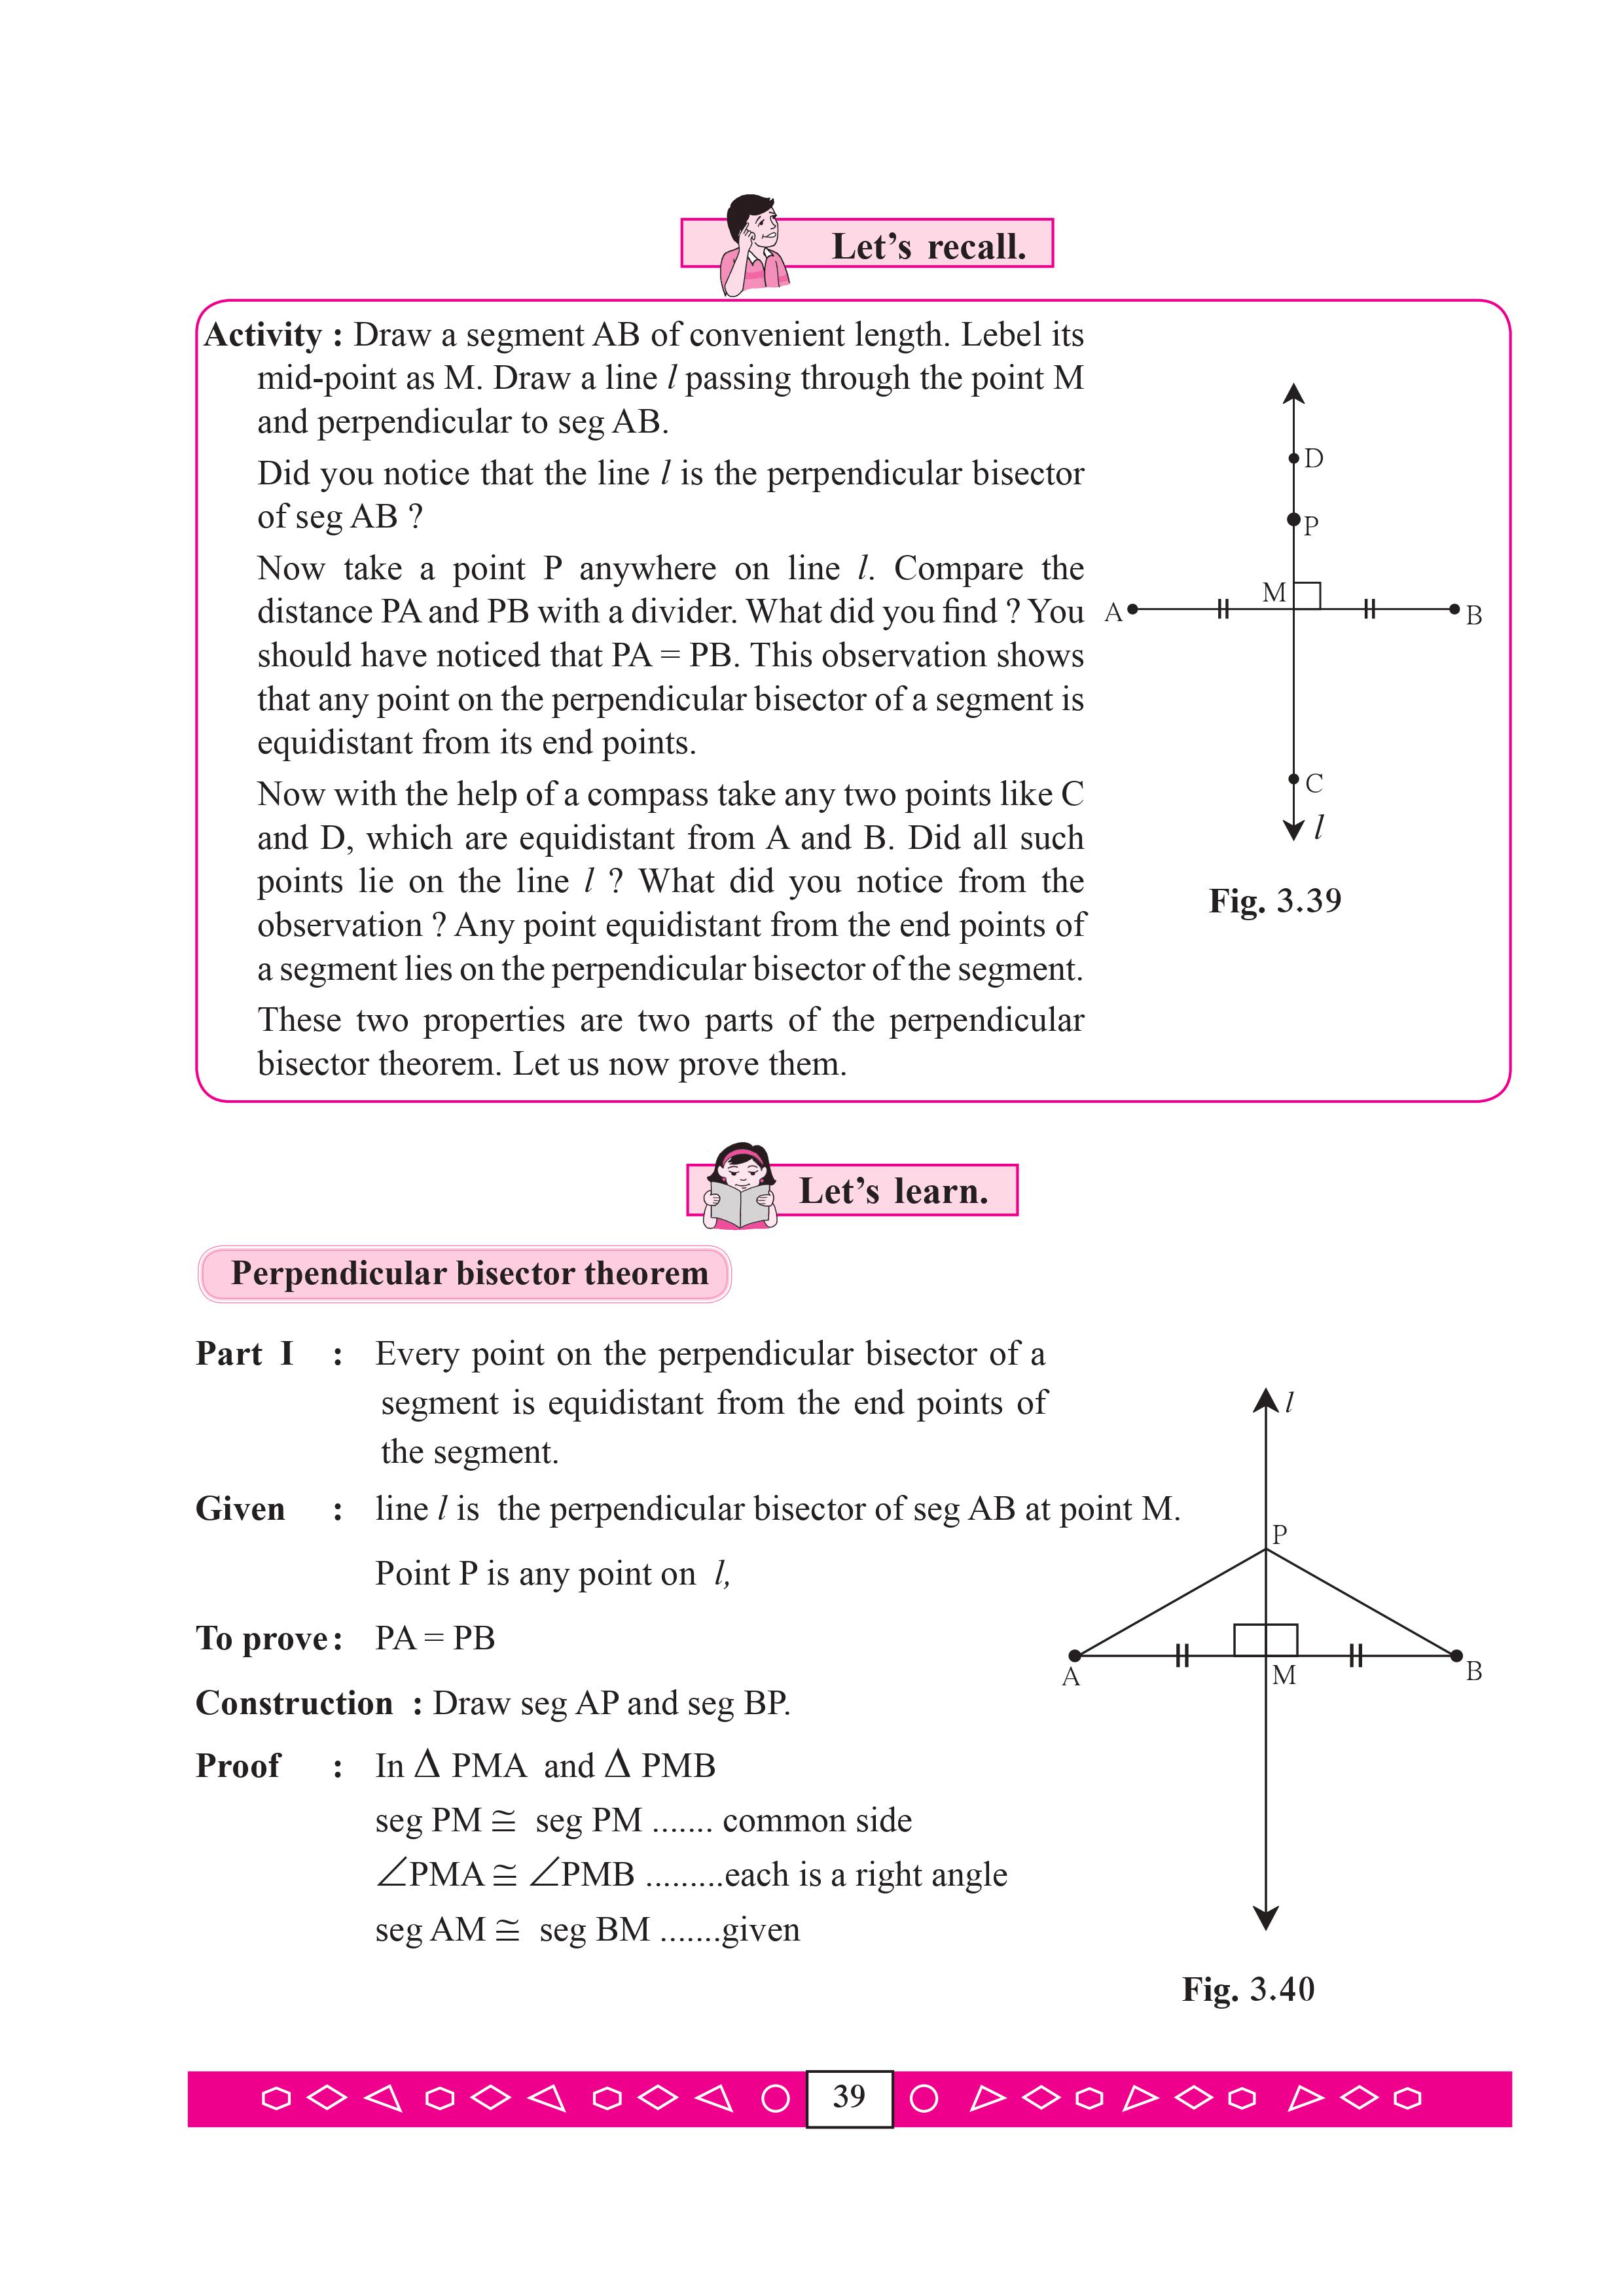 Let’s recall.
Activity : Draw a segment AB of convenient length. Lebel its
mid-point as M. Draw a line l passing through the point M
and perpendicular to seg AB.
Did you notice that the line l is the perpendicular bisector
of seg AB ?
Now take a point P anywhere on line l. Compare the
distance PA and PB with a divider. What did you find ? You
should have noticed that PA = PB. This observation shows
that any point on the perpendicular bisector of a segment is
equidistant from its end points.
Now with the help of a compass take any two points like C
and D, which are equidistant from A and B. Did all such
points lie on the line l ? What did you notice from the
observation ? Any point equidistant from the end points of
a segment lies on the perpendicular bisector of the segment.
These two properties are two parts of the perpendicular
bisector theorem. Let us now prove them.
D
P
M
A
B
C
l
Fig. 3.39
Let’s learn.
Perpendicular bisector theorem
Part I : Every point on the perpendicular bisector of a
segment is equidistant from the end points of
the segment.
Given : line l is the perpendicular bisector of seg AB at point M.
Point P is any point on l,
To prove : PA = PB
Construction : Draw seg AP and seg BP.
Proof : In Δ PMA and Δ PMB
seg PM ≅ seg PM ....... common side
∠PMA ≅ ∠PMB .........each is a right angle
seg AM ≅ seg BM .......given
l
P
A
M
B
Fig. 3.40
39